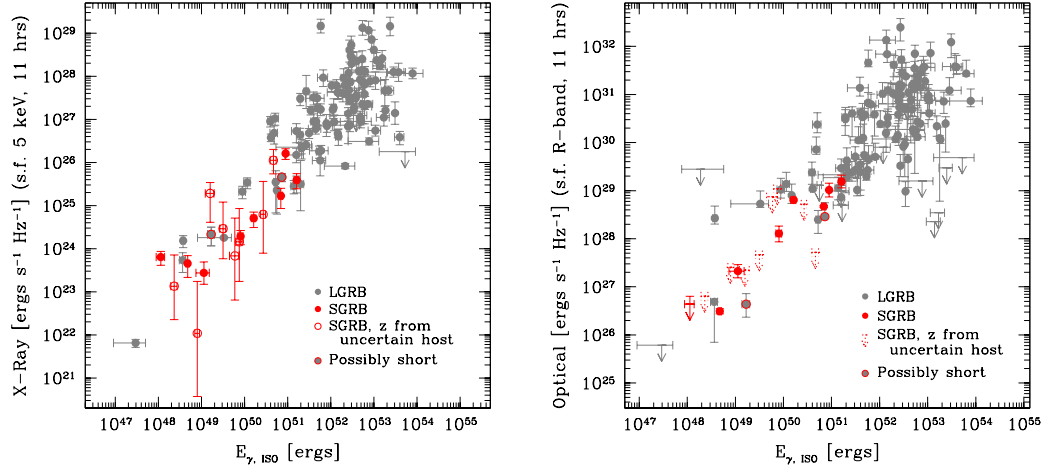 X-Ray [ergs s⁻¹ Hz⁻¹] (s.f. 5 keV, 11 hrs)
10²⁹
10²⁸
10²⁷
10²⁶
10²⁵
10²⁴
10²³
10²²
10²¹
LGRB
SGRB
SGRB, z from
uncertain host
Possibly short
10⁴⁷ 10⁴⁸ 10⁴⁹ 10⁵⁰ 10⁵¹ 10⁵² 10⁵³ 10⁵⁴ 10⁵⁵
E_γ, ISO [ergs]
Optical [ergs s⁻¹ Hz⁻¹] (s.f. R-band, 11 hrs)
10³²
10³¹
10³⁰
10²⁹
10²⁸
10²⁷
10²⁶
10²⁵
LGRB
SGRB
SGRB, z from
uncertain host
Possibly short
10⁴⁷ 10⁴⁸ 10⁴⁹ 10⁵⁰ 10⁵¹ 10⁵² 10⁵³ 10⁵⁴ 10⁵⁵
E_γ, ISO [ergs]